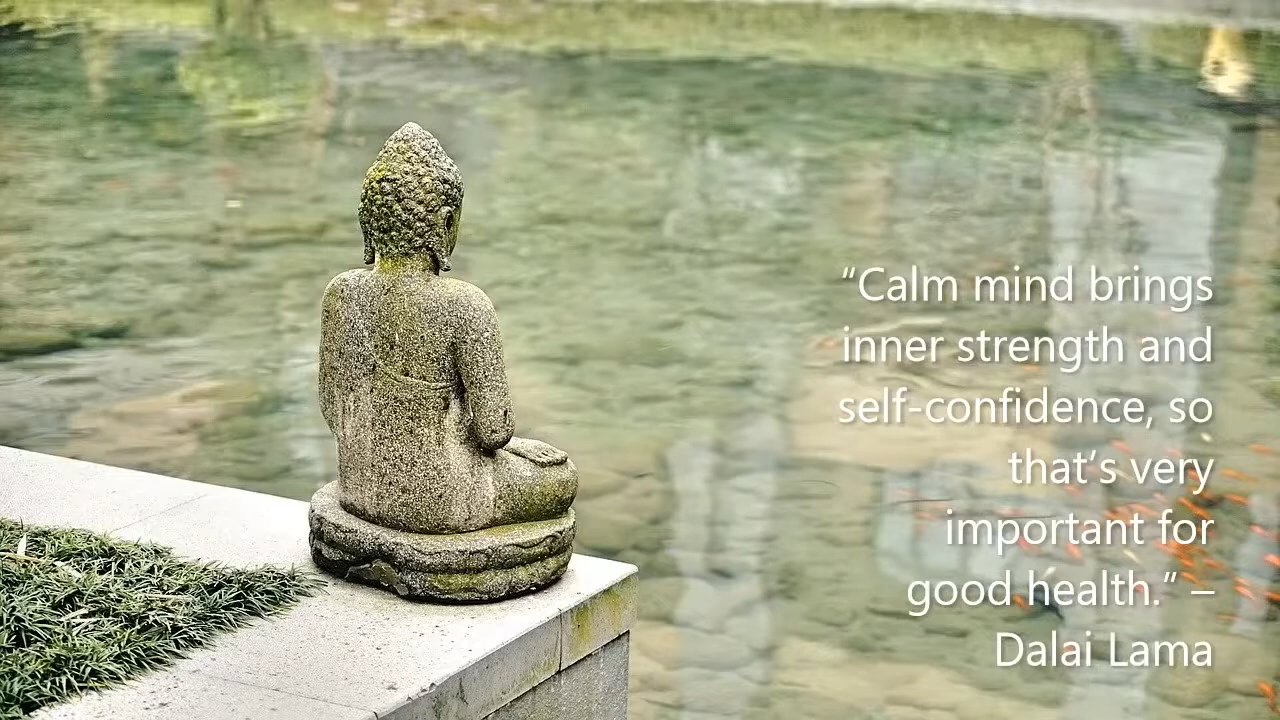 “Calm mind brings
inner strength and
self-confidence, so
that’s very
important for
good health.” –
Dalai Lama